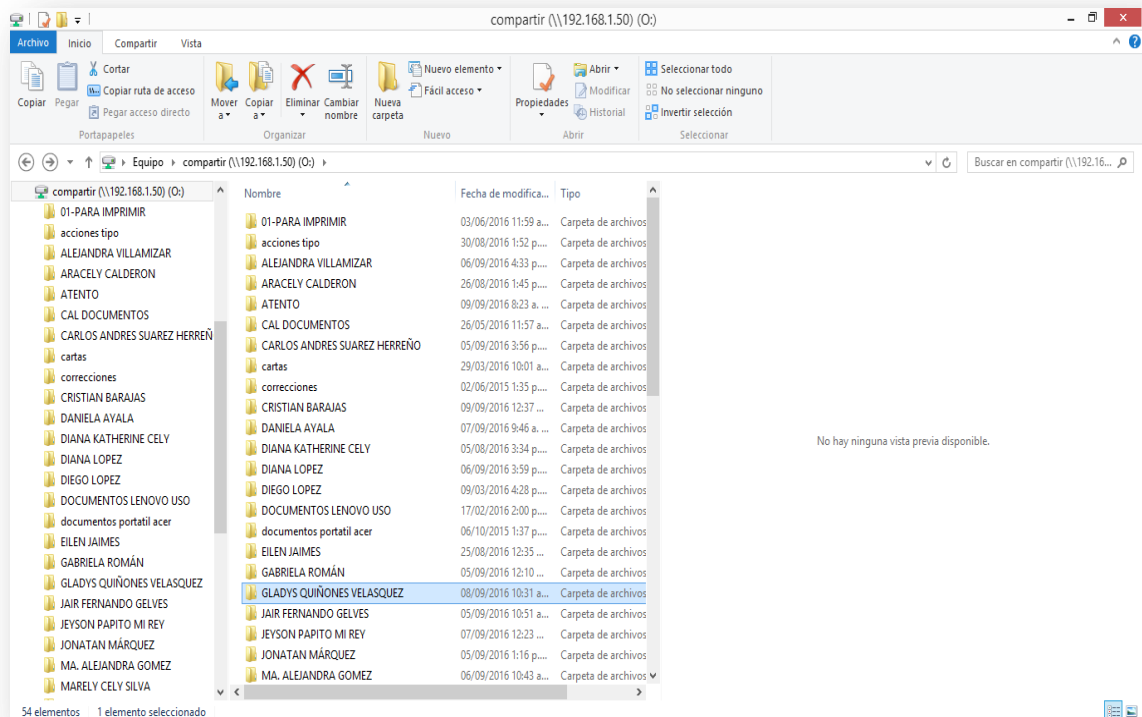 compartir (\\192.168.1.50) (O:)
Archivo Inicio Compartir Vista
Copiar
Pegar
Cortar
Copiar ruta de acceso
Pegar acceso directo
Portapapeles
Mover a
Copiar a
Eliminar
Cambiar nombre
Organizar
Nueva carpeta
Nuevo elemento
Fácil acceso
Nuevo
Propiedades
Abrir
Modificar
Historial
Abrir
Seleccionar todo
No seleccionar ninguno
Invertir selección
Seleccionar
Equipo compartir (\\192.168.1.50) (O:)
Buscar en compartir (\\192.16...
compartir (\\192.168.1.50) (O:)
01-PARA IMPRIMIR
acciones tipo
ALEJANDRA VILLAMIZAR
ARACELY CALDERON
ATENTO
CAL DOCUMENTOS
CARLOS ANDRES SUAREZ HERREÑ
cartas
correcciones
CRISTIAN BARAJAS
DANIELA AYALA
DIANA KATHERINE CELY
DIANA LOPEZ
DIEGO LOPEZ
DOCUMENTOS LENOVO USO
documentos portatil acer
EILEN JAIMES
GABRIELA ROMÁN
GLADYS QUIÑONES VELASQUEZ
JAIR FERNANDO GELVES
JEYSON PAPITO MI REY
JONATAN MÁRQUEZ
MA. ALEJANDRA GOMEZ
MARELY CELY SILVA
Nombre Fecha de modifica... Tipo
01-PARA IMPRIMIR 03/06/2016 11:59 a... Carpeta de archivos
acciones tipo 30/08/2016 1:52 p.... Carpeta de archivos
ALEJANDRA VILLAMIZAR 06/09/2016 4:33 p.... Carpeta de archivos
ARACELY CALDERON 26/08/2016 1:45 p.... Carpeta de archivos
ATENTO 09/09/2016 8:23 a. ... Carpeta de archivos
CAL DOCUMENTOS 26/05/2016 11:57 a... Carpeta de archivos
CARLOS ANDRES SUAREZ HERREÑO 05/09/2016 3:56 p.... Carpeta de archivos
cartas 29/03/2016 10:01 a... Carpeta de archivos
correcciones 02/06/2015 1:35 p.... Carpeta de archivos
CRISTIAN BARAJAS 09/09/2016 12:37 ... Carpeta de archivos
DANIELA AYALA 07/09/2016 9:46 a. ... Carpeta de archivos
DIANA KATHERINE CELY 05/08/2016 3:34 p.... Carpeta de archivos
DIANA LOPEZ 06/09/2016 3:59 p.... Carpeta de archivos
DIEGO LOPEZ 09/03/2016 4:28 p.... Carpeta de archivos
DOCUMENTOS LENOVO USO 17/02/2016 2:00 p.... Carpeta de archivos
documentos portatil acer 06/10/2015 1:37 p.... Carpeta de archivos
EILEN JAIMES 25/08/2016 12:35 ... Carpeta de archivos
GABRIELA ROMÁN 05/09/2016 12:10 ... Carpeta de archivos
GLADYS QUIÑONES VELASQUEZ 08/09/2016 10:31 a... Carpeta de archivos
JAIR FERNANDO GELVES 05/09/2016 10:51 a... Carpeta de archivos
JEYSON PAPITO MI REY 07/09/2016 12:23 ... Carpeta de archivos
JONATAN MÁRQUEZ 05/09/2016 1:16 p.... Carpeta de archivos
MA. ALEJANDRA GOMEZ 06/09/2016 10:43 a... Carpeta de archivos
No hay ninguna vista previa disponible.
54 elementos 1 elemento seleccionado